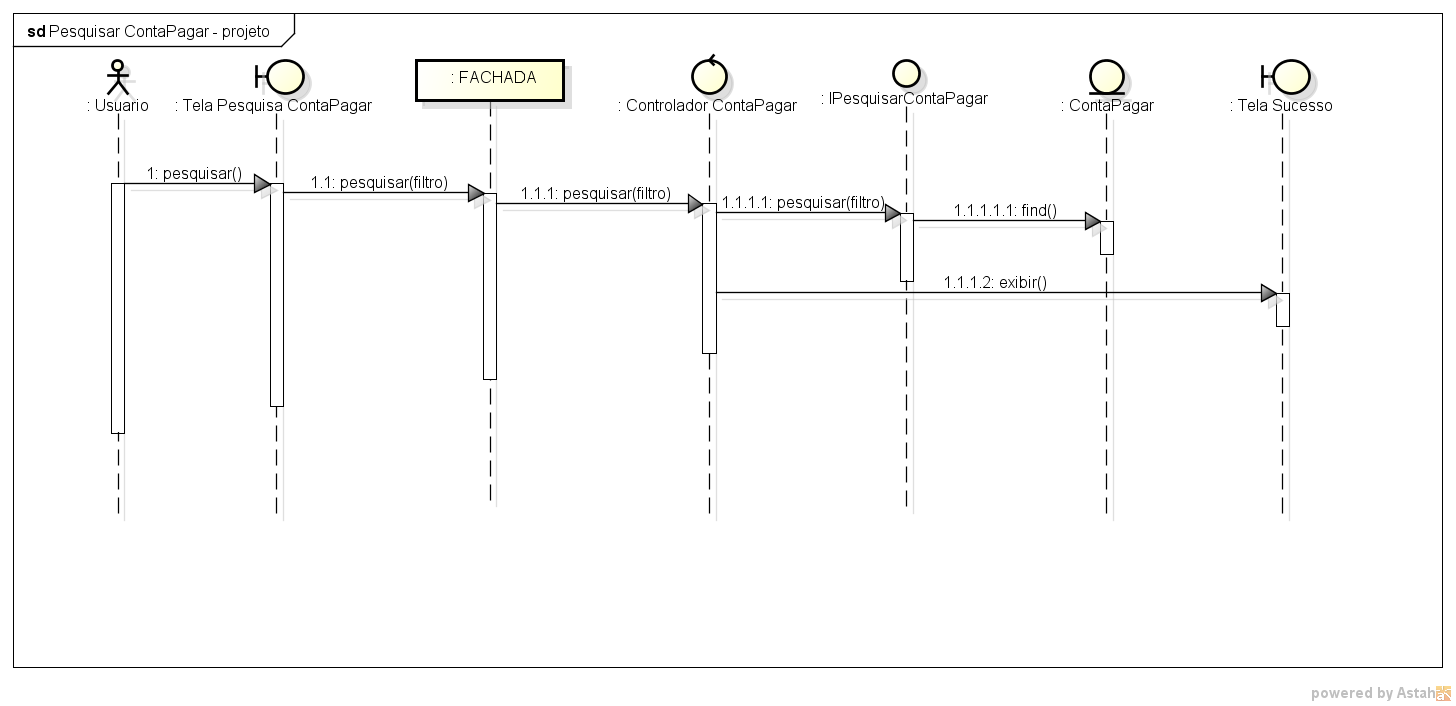 sd Pesquisar ContaPagar - projeto
: Usuario
: Tela Pesquisa ContaPagar
: FACHADA
: Controlador ContaPagar
: IPesquisarContaPagar
: ContaPagar
: Tela Sucesso
1: pesquisar()
1.1: pesquisar(filtro)
1.1.1: pesquisar(filtro)
1.1.1.1: pesquisar(filtro)
1.1.1.1.1: find()
1.1.1.2: exibir()
powered by Astah